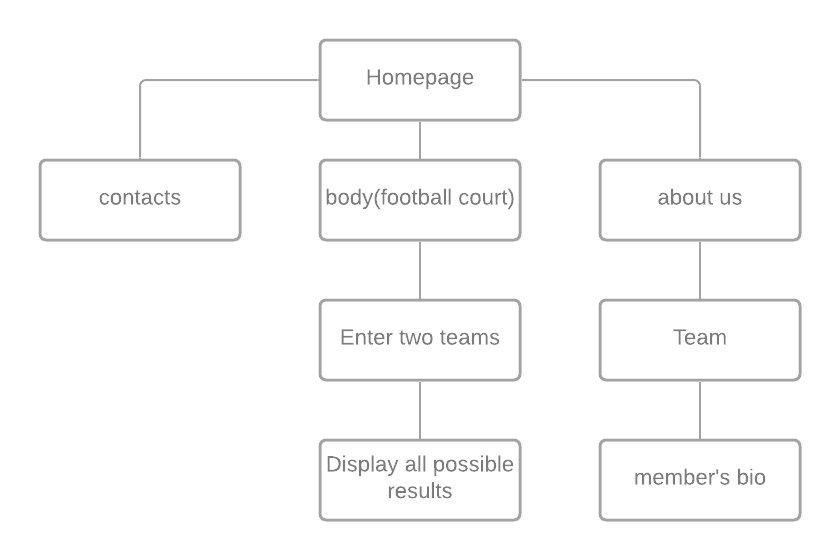 Homepage
contacts
body(football court)
about us
Enter two teams
Team
Display all possible
results
member's bio